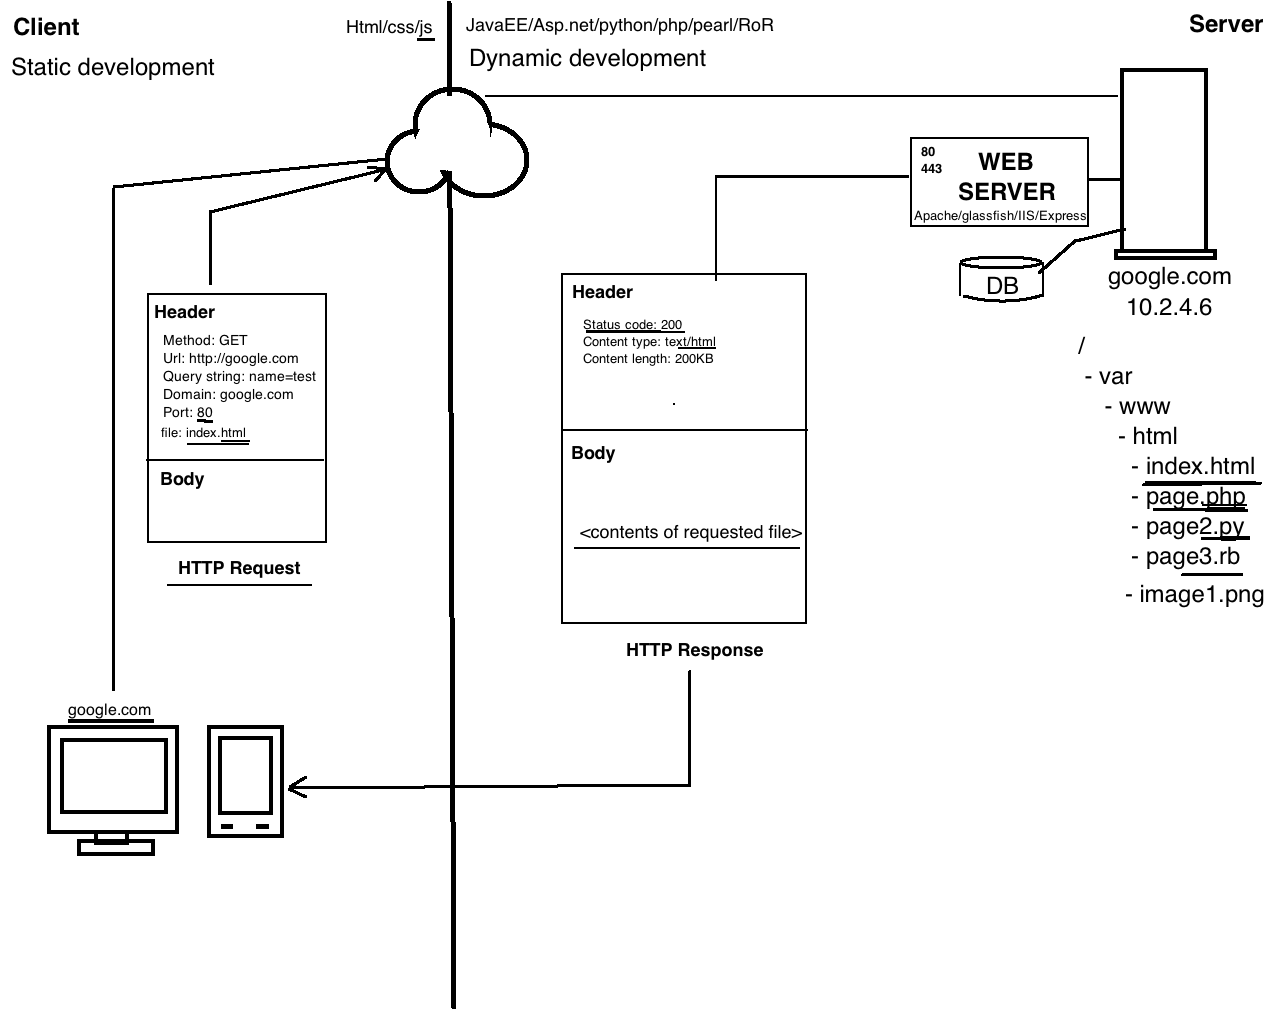 Client
Html/css/js
JavaEE/Asp.net/python/php/pearl/RoR
Server
Static development
Dynamic development
80
443
WEB
SERVER
Apache/glassfish/IIS/Express
DB
google.com
10.2.4.6
Header
Method: GET
Url: http://google.com
Query string: name=test
Domain: google.com
Port: 80
file: index.html
Body
HTTP Request
Header
Status code: 200
Content type: text/html
Content length: 200KB
.
Body
<contents of requested file>
HTTP Response
/
- var
- www
- html
- index.html
- page.php
- page2.py
- page3.rb
- image1.png
google.com